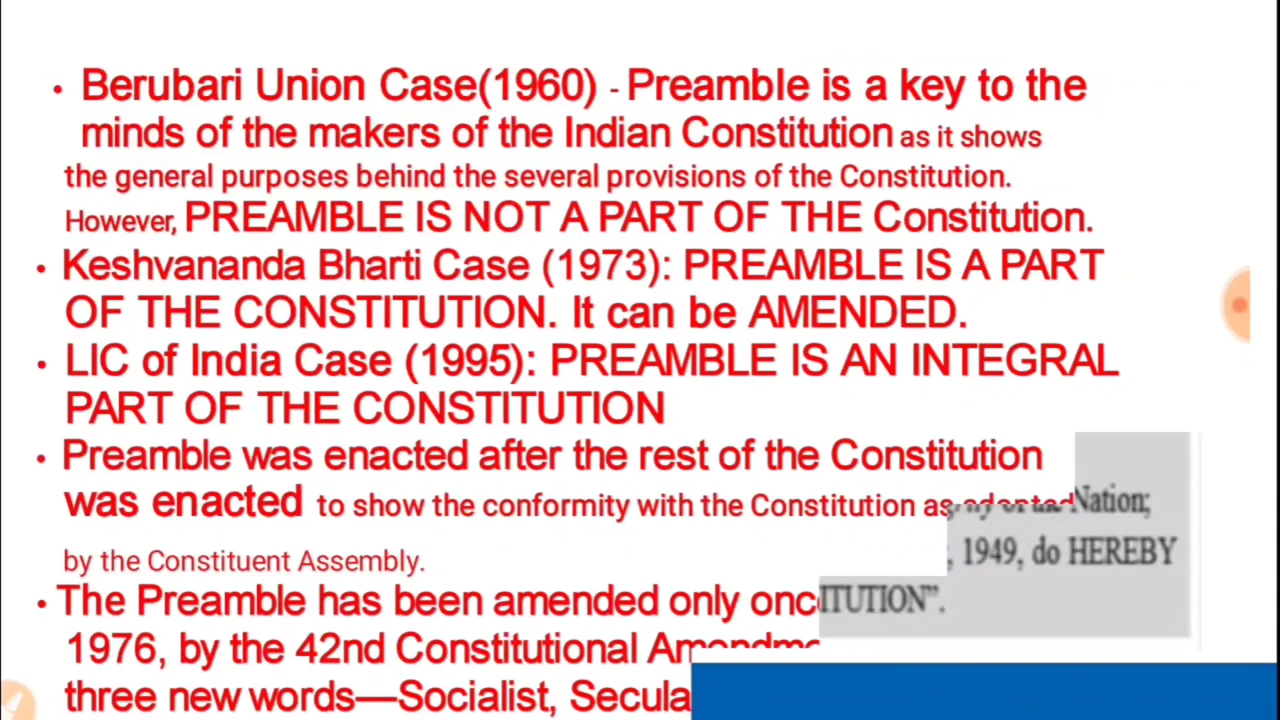 • Berubari Union Case(1960) - Preamble is a key to the
minds of the makers of the Indian Constitution as it shows
the general purposes behind the several provisions of the Constitution.
However, PREAMBLE IS NOT A PART OF THE Constitution.
• Keshvananda Bharti Case (1973): PREAMBLE IS A PART
OF THE CONSTITUTION. It can be AMENDED.
• LIC of India Case (1995): PREAMBLE IS AN INTEGRAL
PART OF THE CONSTITUTION
• Preamble was enacted after the rest of the Constitution
was enacted to show the conformity with the Constitution as Nation;
by the Constituent Assembly. , 1949, do HEREBY
• The Preamble has been amended only ITUTION”.
1976, by the 42nd Constitutional
three new words—Socialist,